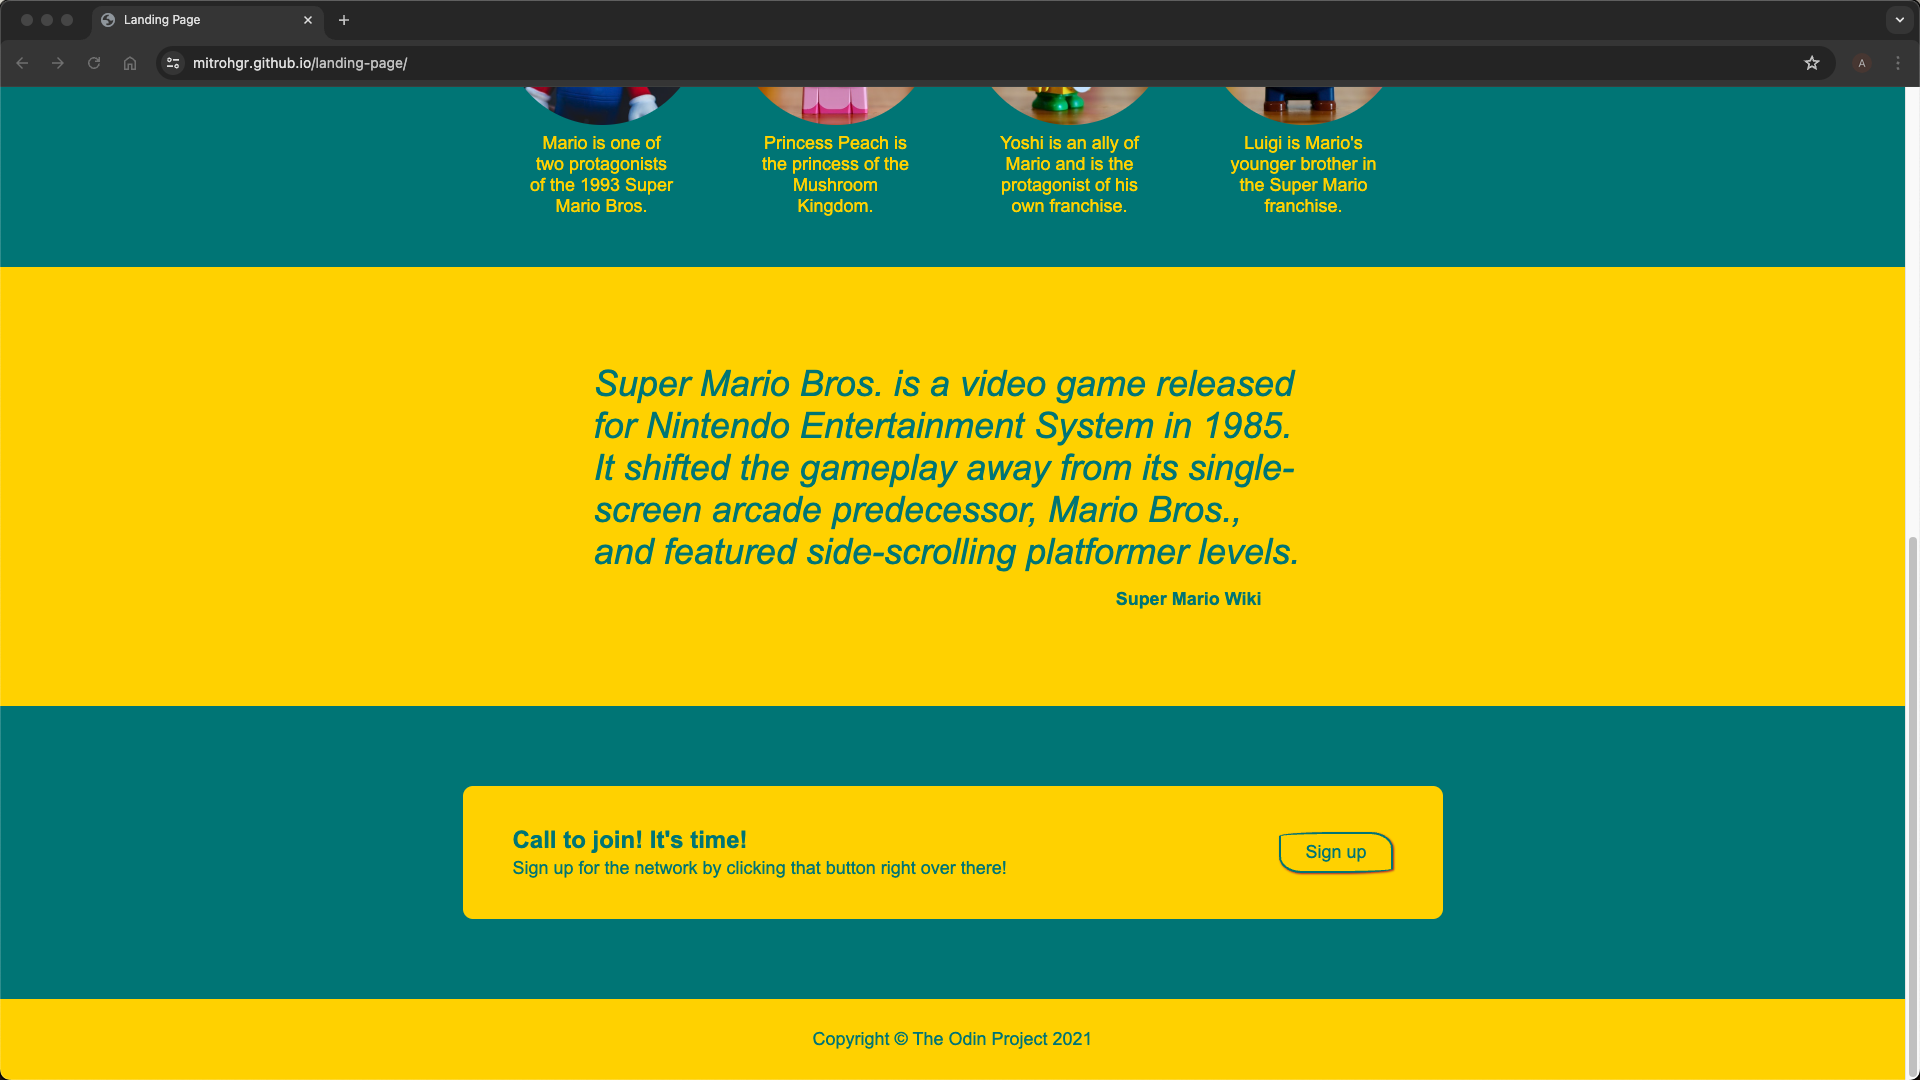 Landing Page
mitrohgr.github.io/landing-page/
A
Mario is one of
two protagonists
of the 1993 Super
Mario Bros.
Princess Peach is
the princess of the
Mushroom
Kingdom.
Yoshi is an ally of
Mario and is the
protagonist of his
own franchise.
Luigi is Mario's
younger brother in
the Super Mario
franchise.
Super Mario Bros. is a video game released
for Nintendo Entertainment System in 1985.
It shifted the gameplay away from its single-
screen arcade predecessor, Mario Bros.,
and featured side-scrolling platformer levels.
Super Mario Wiki
Call to join! It's time!
Sign up for the network by clicking that button right over there!
Sign up
Copyright © The Odin Project 2021